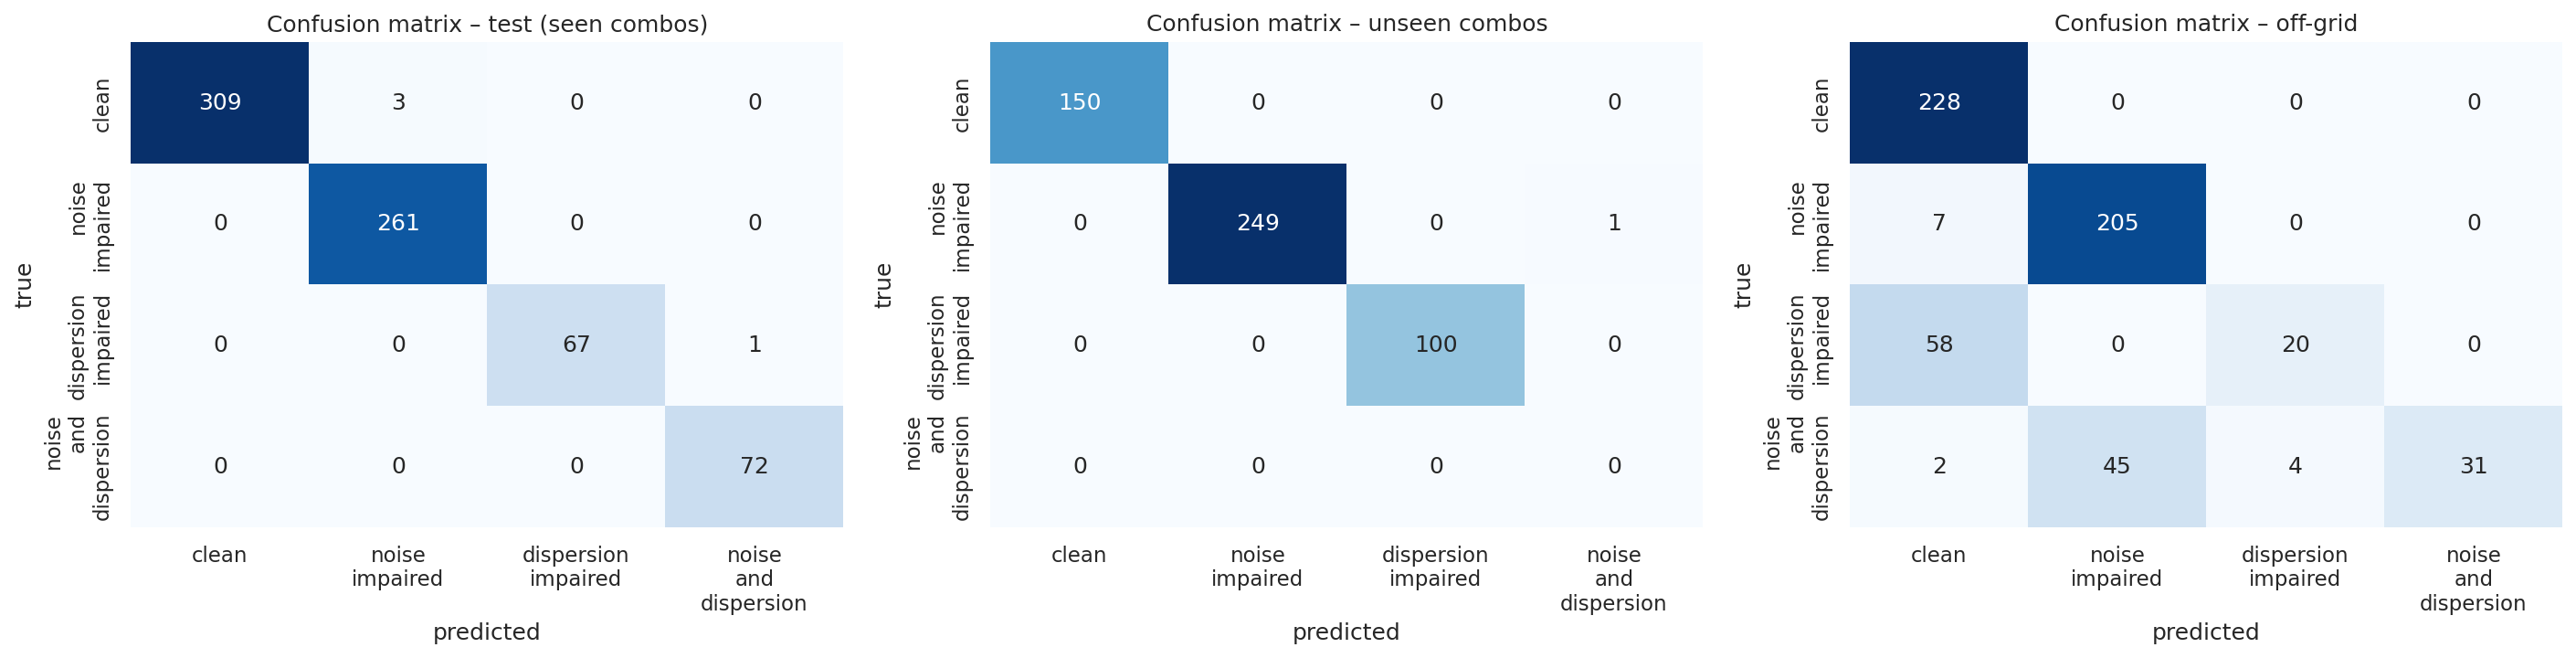 Confusion matrix – test (seen combos)
true
clean
309 3 0 0
noise
impaired
0 261 0 0
dispersion
impaired
0 0 67 1
noise
and
dispersion
0 0 0 72
clean
noise
impaired
dispersion
impaired
noise
and
dispersion
predicted
Confusion matrix – unseen combos
true
clean
150 0 0 0
noise
impaired
0 249 0 1
dispersion
impaired
0 0 100 0
noise
and
dispersion
0 0 0 0
clean
noise
impaired
dispersion
impaired
noise
and
dispersion
predicted
Confusion matrix – off-grid
true
clean
228 0 0 0
noise
impaired
7 205 0 0
dispersion
impaired
58 0 20 0
noise
and
dispersion
2 45 4 31
clean
noise
impaired
dispersion
impaired
noise
and
dispersion
predicted